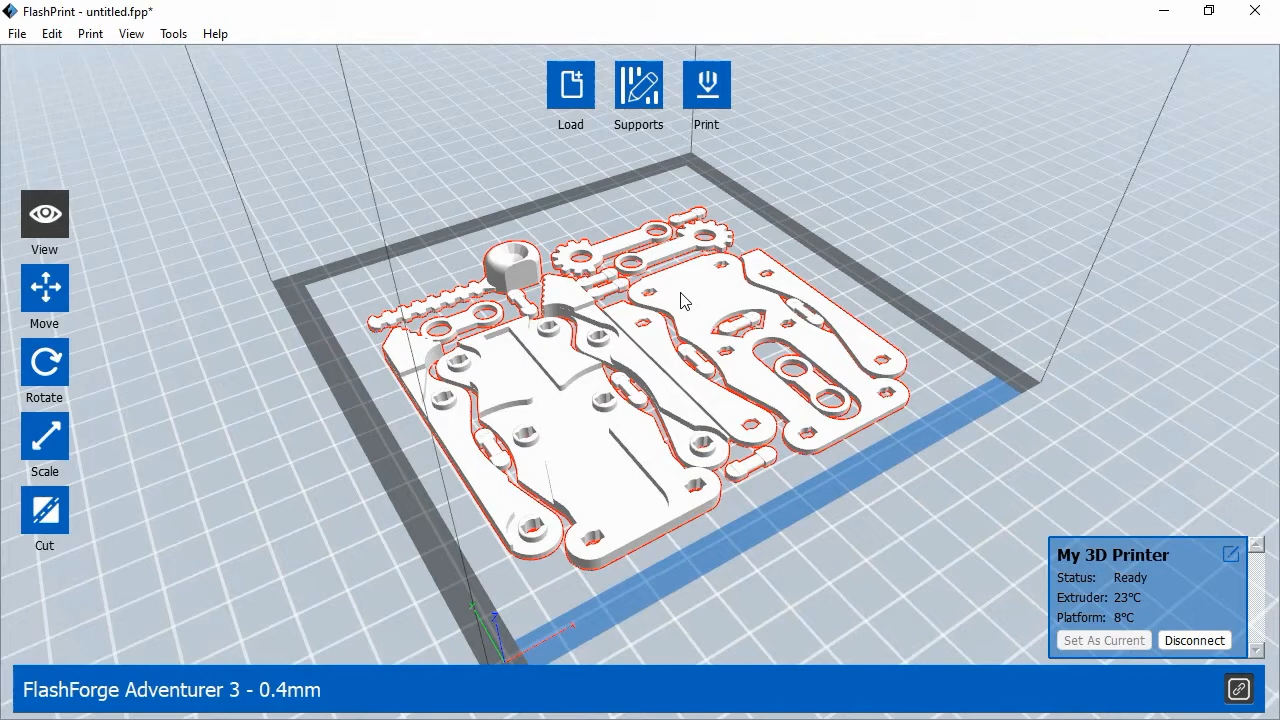 FlashPrint - untitled.fpp*
File Edit Print View Tools Help
Load Supports Print
View
Move
Rotate
Scale
Cut
My 3D Printer
Status: Ready
Extruder: 23°C
Platform: 8°C
Set As Current Disconnect
FlashForge Adventurer 3 - 0.4mm